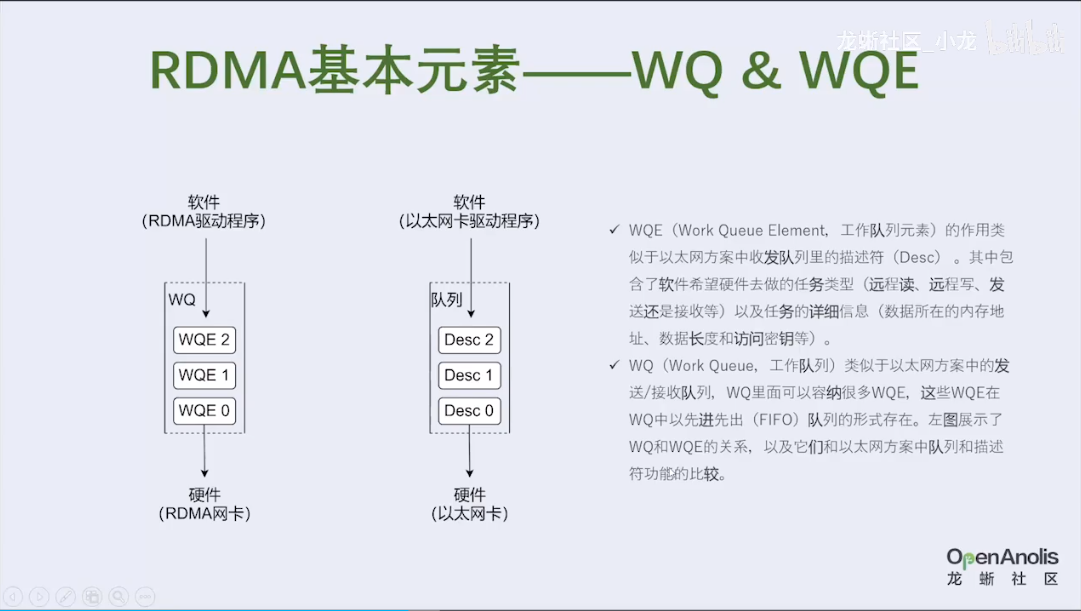 龙蜥社区_小龙
RDMA基本元素——WQ & WQE
软件
(RDMA驱动程序)
WQ
WQE 2
WQE 1
WQE 0
硬件
(RDMA网卡)
软件
(以太网卡驱动程序)
队列
Desc 2
Desc 1
Desc 0
硬件
(以太网卡)
✓ WQE（Work Queue Element，工作队列元素）的作用类
似于以太网方案中收发队列里的描述符（Desc）。其中包
含了软件希望硬件去做的任务类型（远程读、远程写、发
送还是接收等）以及任务的详细信息（数据所在的内存地
址、数据长度和访问密钥等）。
✓ WQ（Work Queue，工作队列）类似于以太网方案中的发
送/接收队列，WQ里面可以容纳很多WQE，这些WQE在
WQ中以先进先出（FIFO）队列的形式存在。左图展示了
WQ和WQE的关系，以及它们和以太网方案中队列和描述
符功能的比较。
OpenAnolis
龙蜥社区